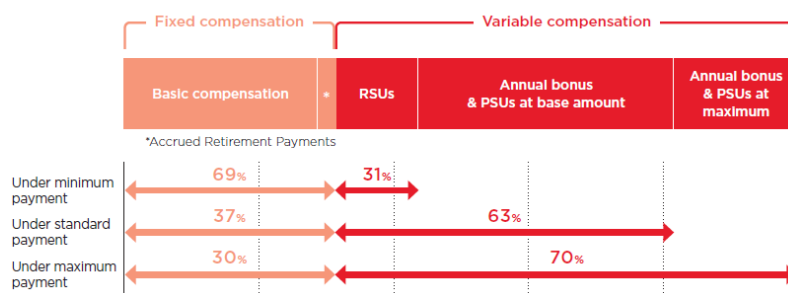 Fixed compensation
Variable compensation
Basic compensation
*
RSUs
Annual bonus
& PSUs at base amount
Annual bonus
& PSUs at
maximum
*Accrued Retirement Payments
Under minimum
payment
69%
31%
Under standard
payment
37%
63%
Under maximum
payment
30%
70%